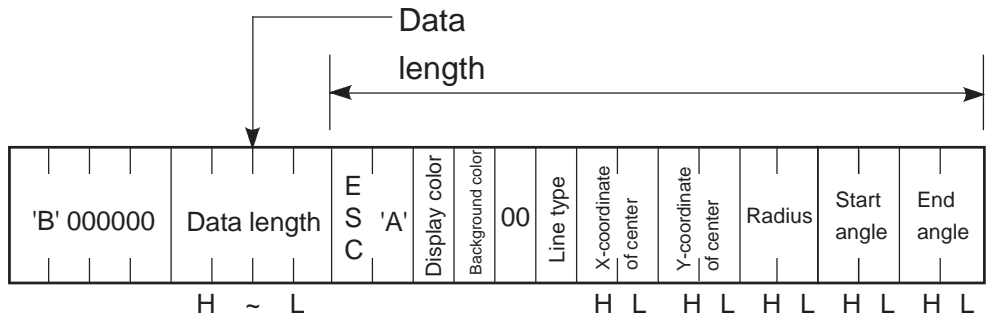 Data
length
'B' 000000
Data length
E
S
C
'A'
Display color
Background color
00
Line type
X-coordinate
of center
Y-coordinate
of center
Radius
Start
angle
End
angle
H ~ L H L H L H L H L H L